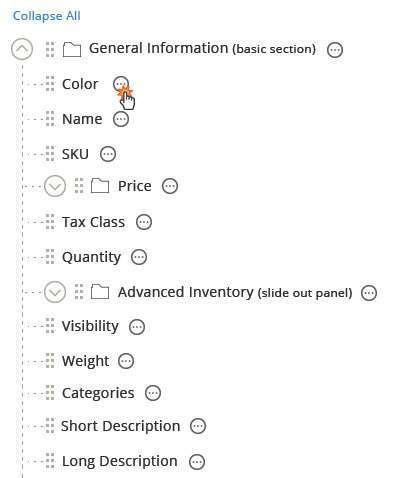 Collapse All
General Information (basic section)
Color
Name
SKU
Price
Tax Class
Quantity
Advanced Inventory (slide out panel)
Visibility
Weight
Categories
Short Description
Long Description